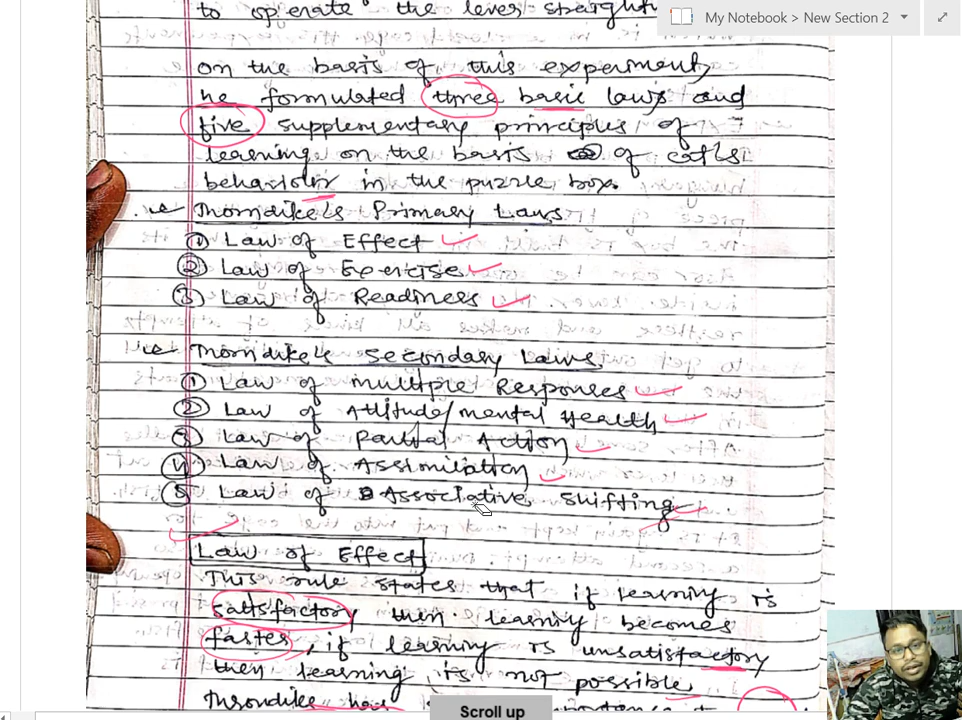 to operate the lever straight
My Notebook > New Section 2
on the basis of this experiment,
he formulated three basic laws and
five supplementary principles of
learning on the basis of cat's
behaviour in the puzzle box.
Thorndike's Primary Laws
① Law of Effect
② Law of Exercise
③ Law of Readiness
Thorndike's Secondary Laws
① Law of multiple Responses
② Law of Attitude/mental Health
③ Law of Partial Action
④ Law of Assimilation
⑤ Law of Associative Shifting
Law of Effect
This rule states that if learning is
satisfactory then learning becomes
faster, if learning is unsatisfactory
then learning is not possible
Throndike has
Scroll up